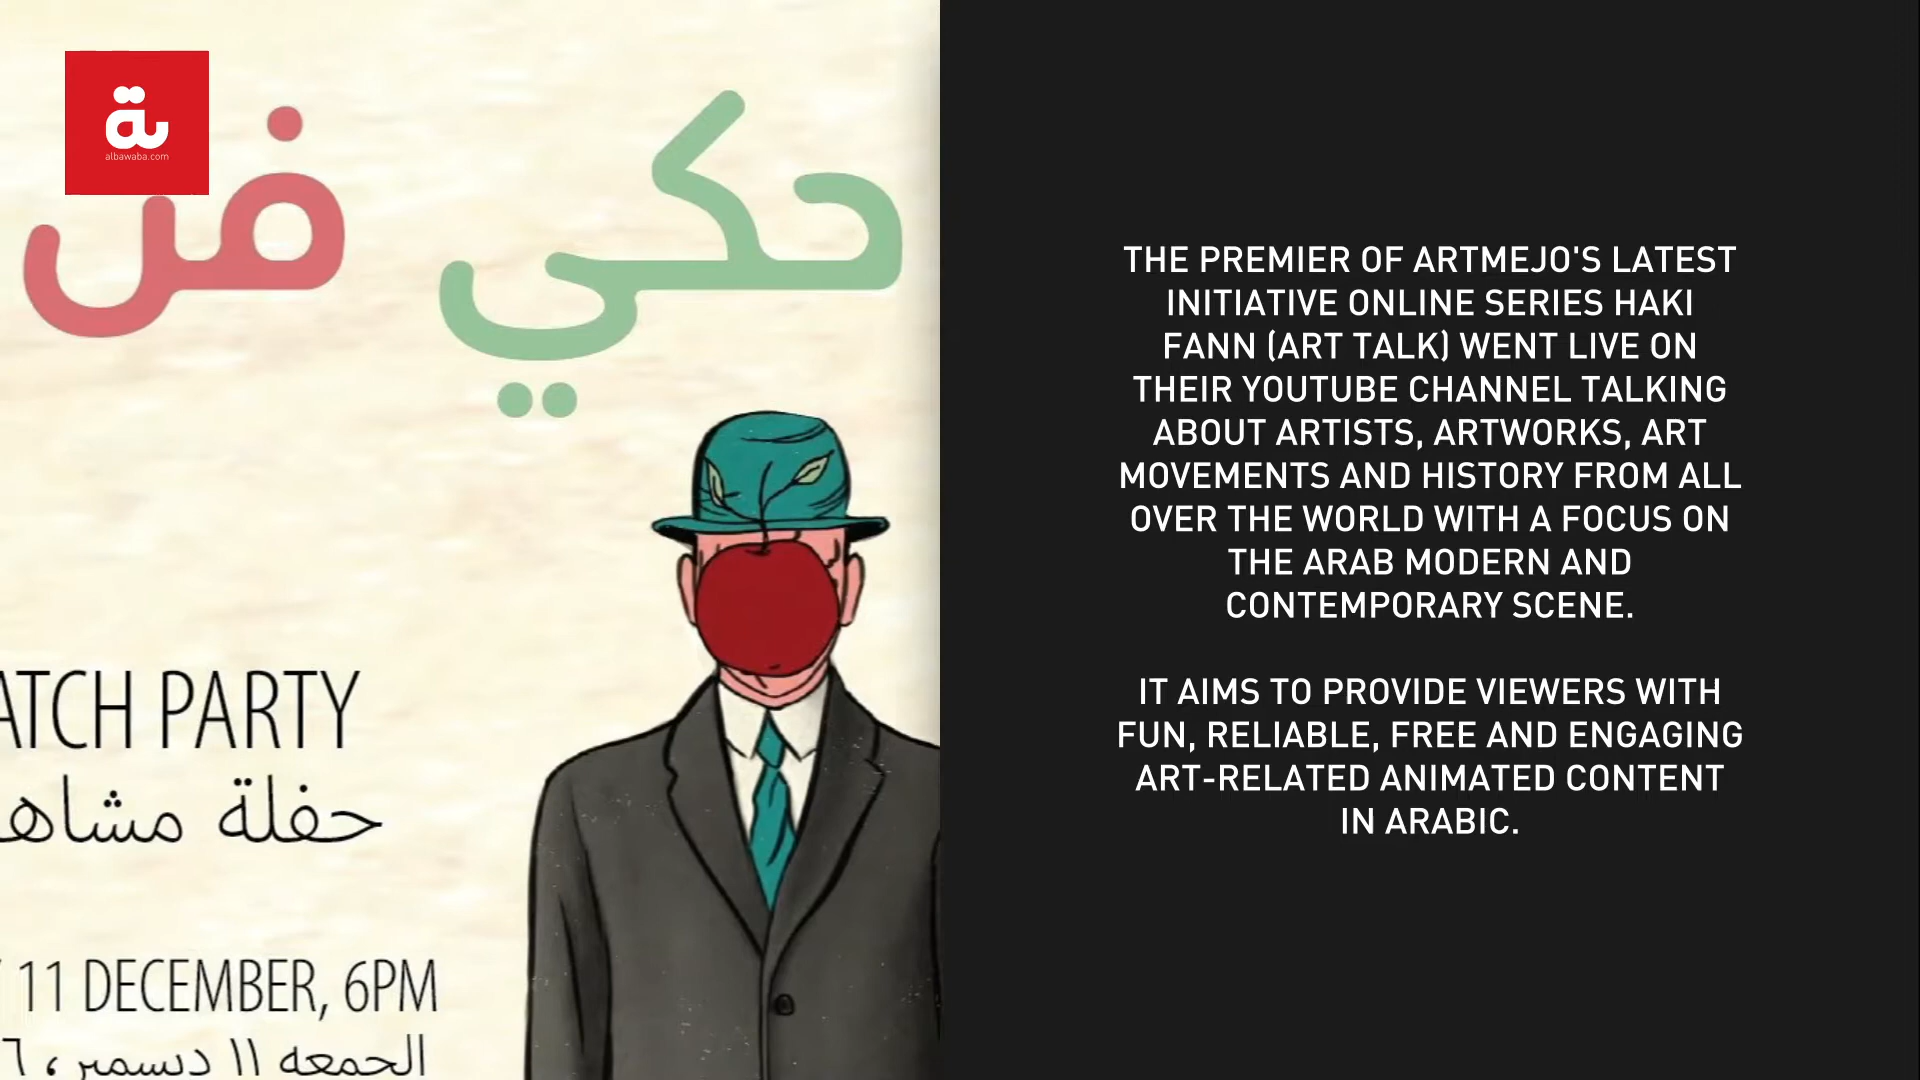 albawaba.com
حكي فن
ATCH PARTY
حفلة
11 DECEMBER, 6PM
الجمعه ١١ دسمبر، ٦
THE PREMIER OF ARTMEJO'S LATEST
INITIATIVE ONLINE SERIES HAKI
FANN (ART TALK) WENT LIVE ON
THEIR YOUTUBE CHANNEL TALKING
ABOUT ARTISTS, ARTWORKS, ART
MOVEMENTS AND HISTORY FROM ALL
OVER THE WORLD WITH A FOCUS ON
THE ARAB MODERN AND
CONTEMPORARY SCENE.
IT AIMS TO PROVIDE VIEWERS WITH
FUN, RELIABLE, FREE AND ENGAGING
ART-RELATED ANIMATED CONTENT
IN ARABIC.